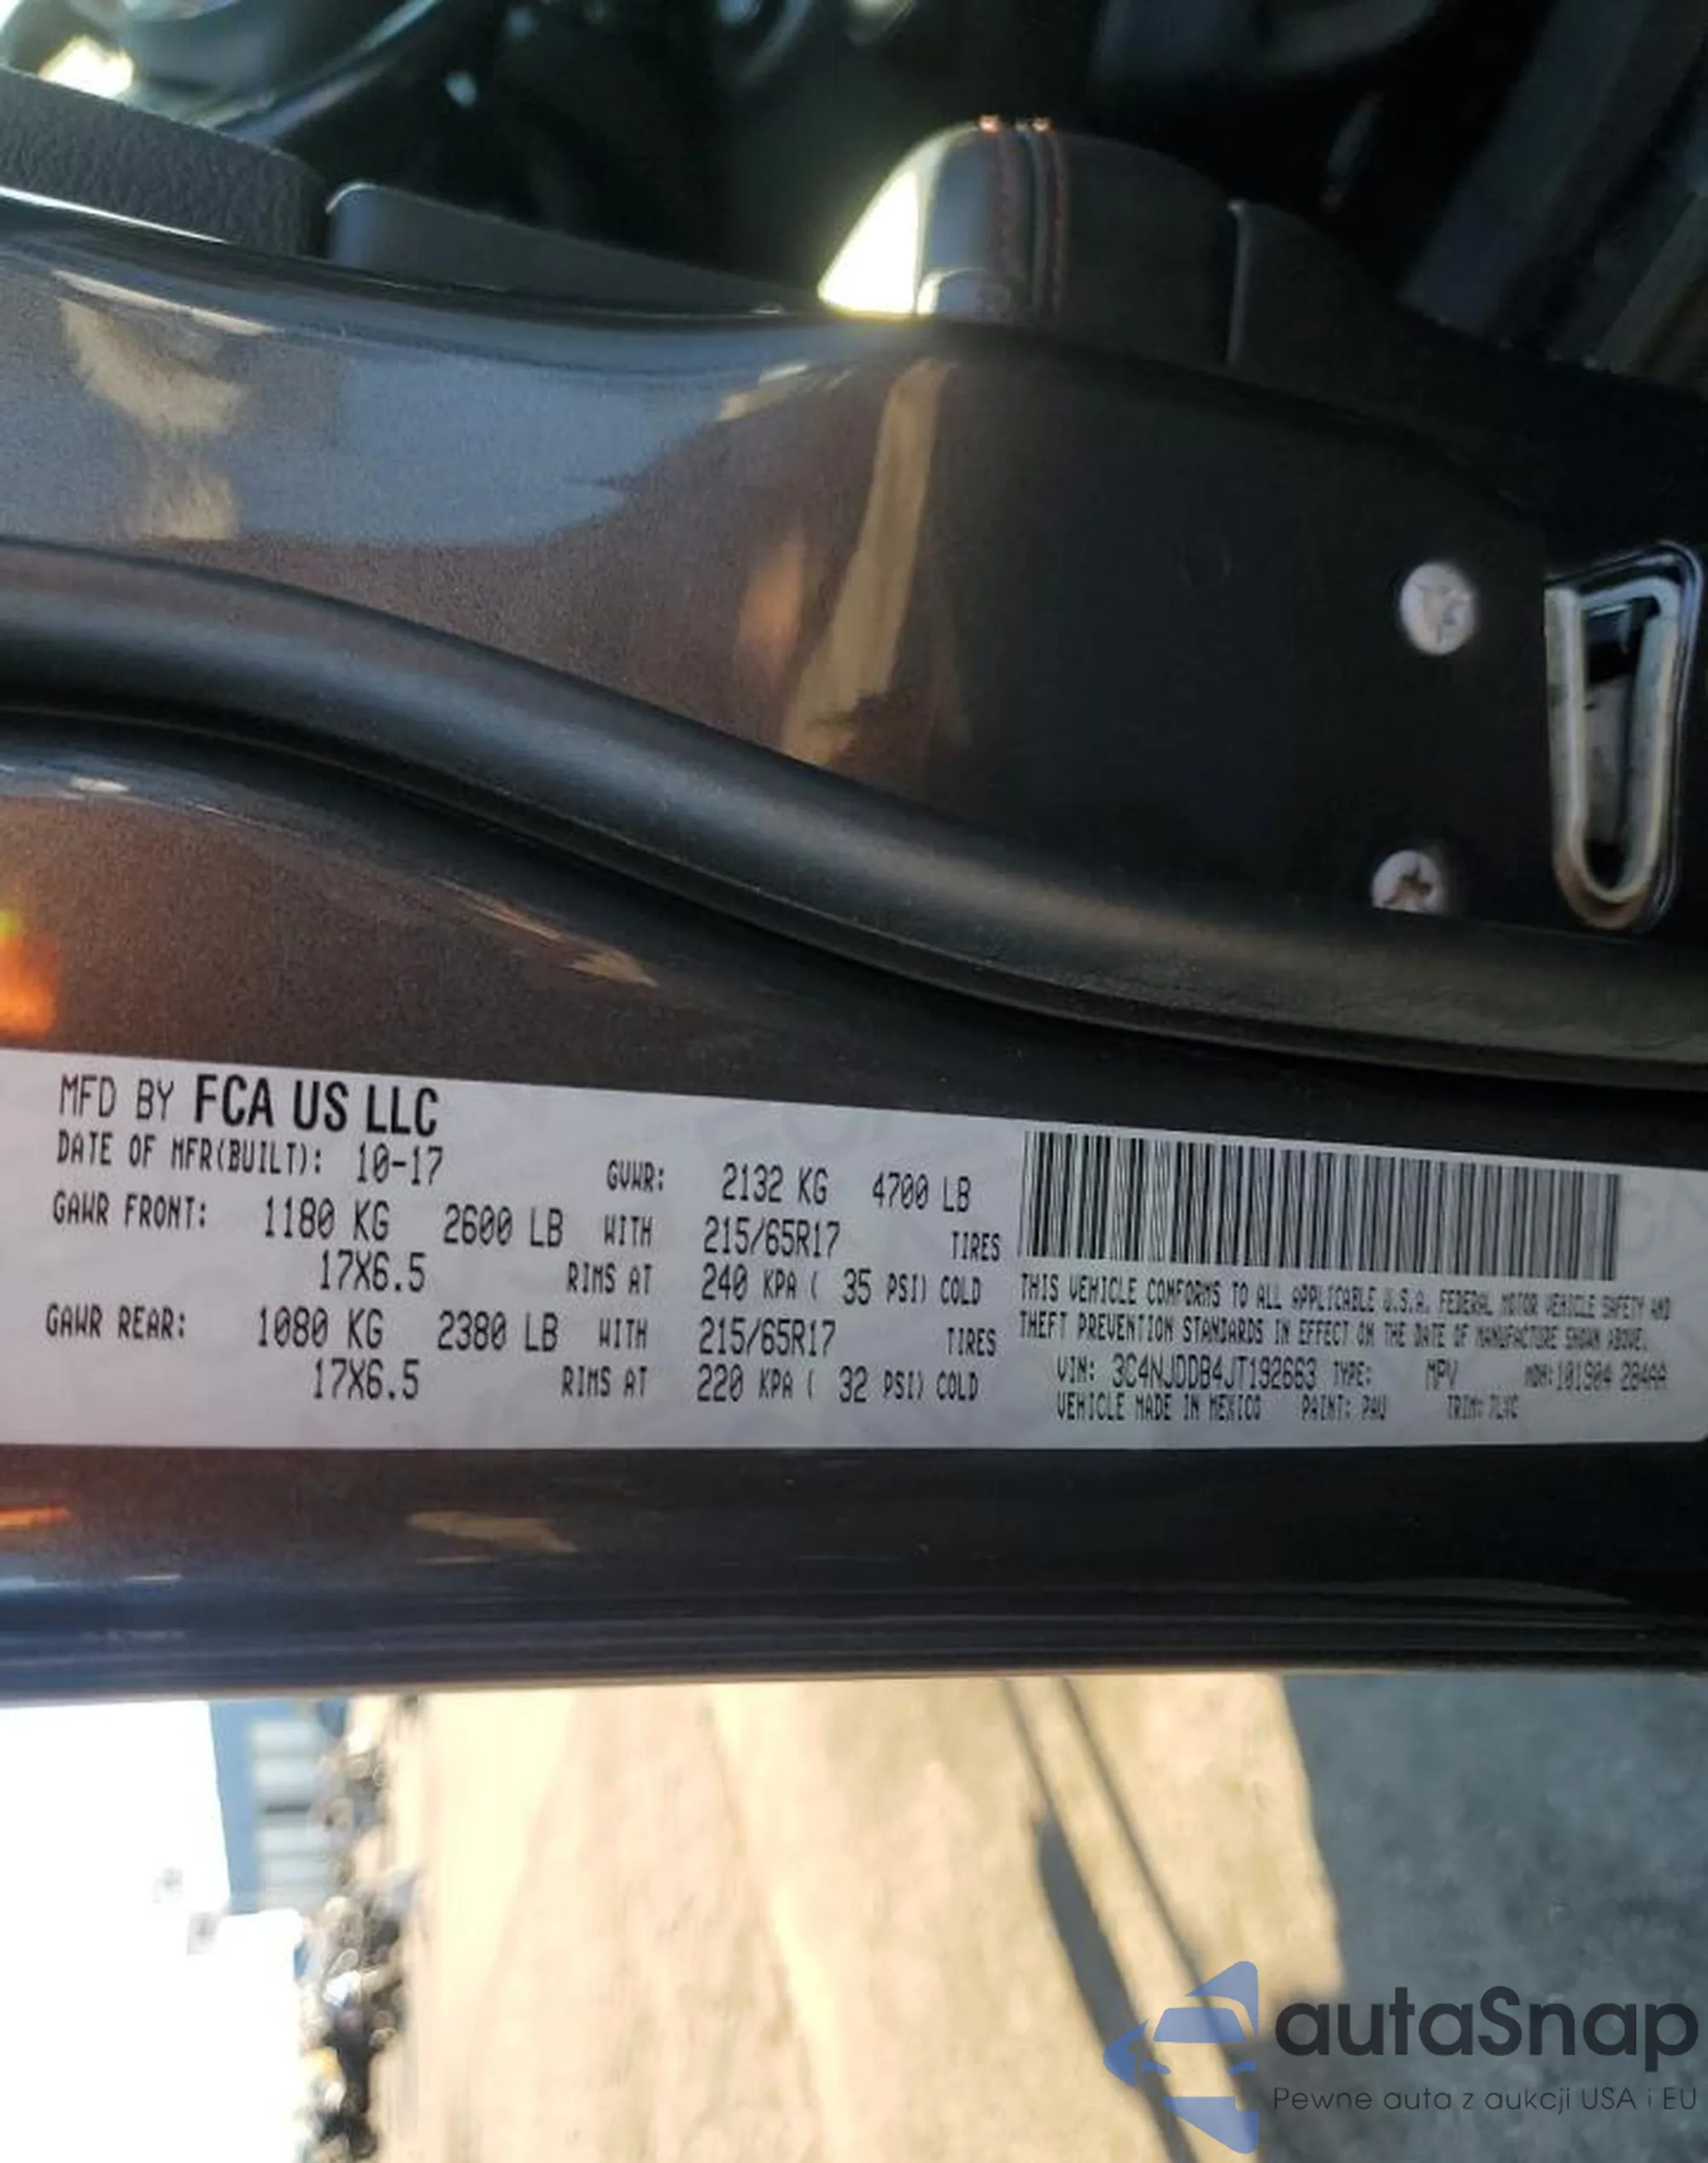 MFD BY FCA US LLC
DATE OF MFR(BUILT): 10-17
GVWR: 2132 KG 4700 LB
GAWR FRONT: 1180 KG 2600 LB WITH 215/65R17 TIRES
17X6.5 RIMS AT 240 KPA ( 35 PSI) COLD
GAWR REAR: 1080 KG 2380 LB WITH 215/65R17 TIRES
17X6.5 RIMS AT 220 KPA ( 32 PSI) COLD
THIS VEHICLE CONFORMS TO ALL APPLICABLE U.S.A. FEDERAL MOTOR VEHICLE SAFETY AND
THEFT PREVENTION STANDARDS IN EFFECT ON THE DATE OF MANUFACTURE SHOWN ABOVE.
VIN: 3C4NJDDB4JT192663 TYPE: MPV MDH:
VEHICLE MADE IN MEXICO PAINT: PAU TRIM:
autaSnap
Pewne auta z aukcji USA i EU